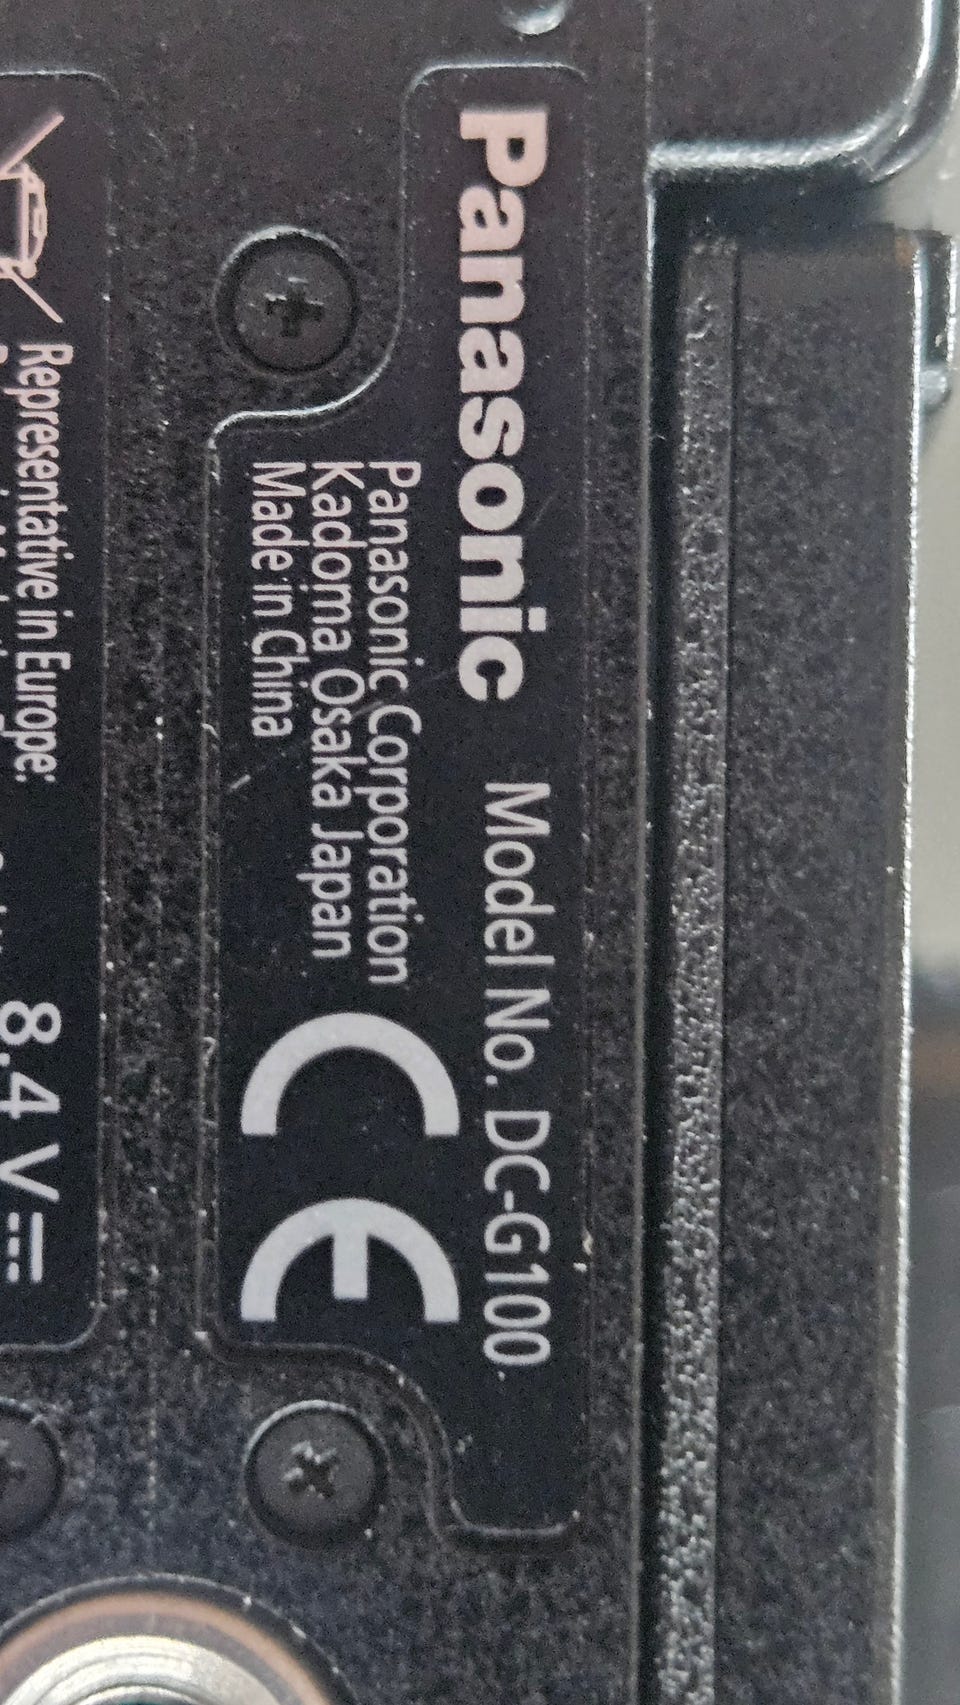 Panasonic Model No. DC-G100
Panasonic Corporation
Kadoma Osaka Japan
Made in China
CE
Representative in Europe:
8.4 V